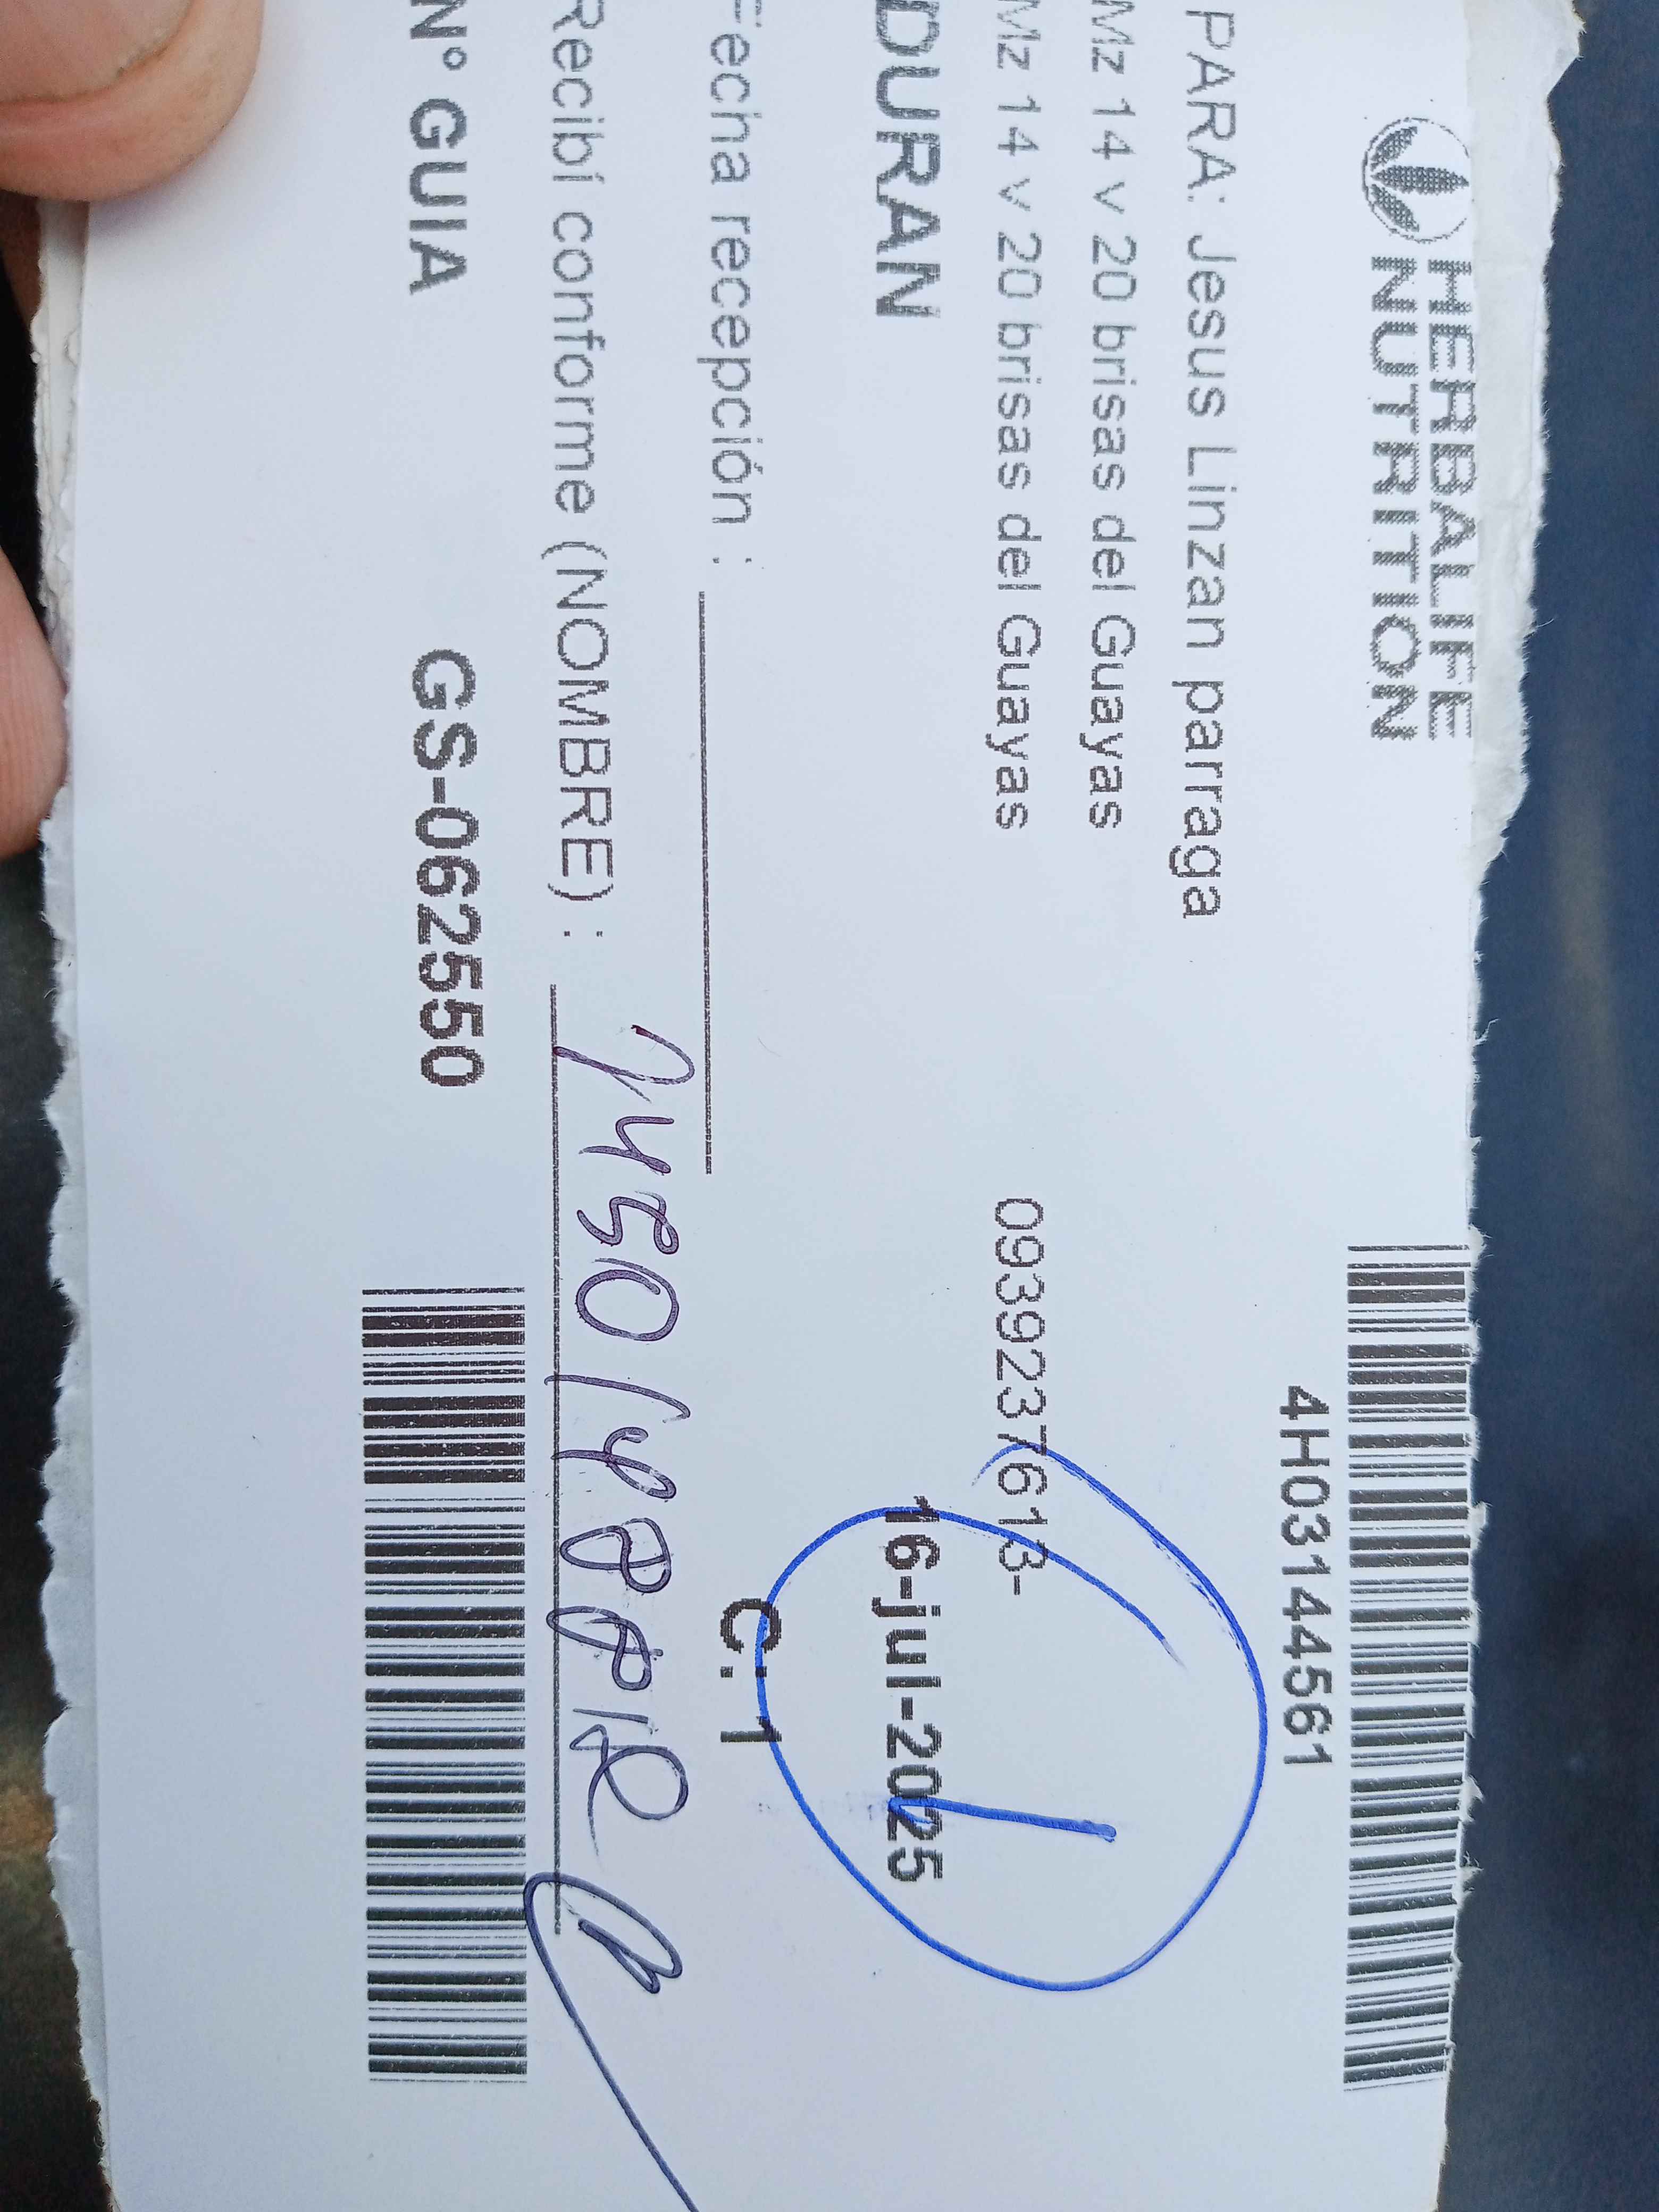 HERBALIFE
NUTRITION
4H03144561
PARA: Jesus Linzan parraga
Mz 14 v 20 brisas del Guayas
Mz 14 v 20 brisas del Guayas 0939237613-
DURAN 16-jul-2025
Fecha recepción : C: 1
Recibí conforme (NOMBRE) :
N° GUIA GS-062550